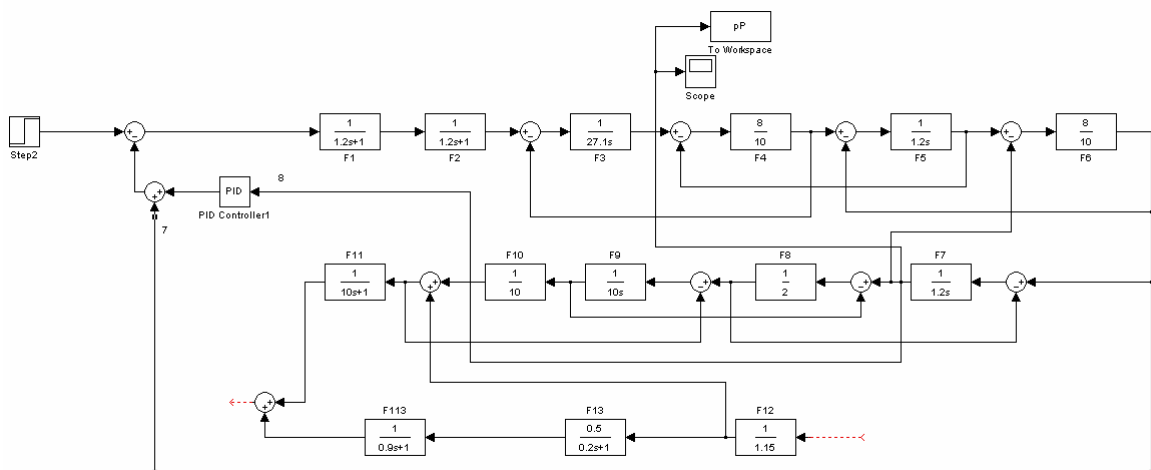 pP
To Workspace
Scope
Step2
1
1.2s+1
F1
1
1.2s+1
F2
1
27.1s
F3
8
10
F4
1
1.2s
F5
8
10
F6
PID
PID Controller1
8
7
F11
1
10s+1
F10
1
10
F9
1
10s
F8
1
2
F7
1
1.2s
F113
1
0.9s+1
F13
0.5
0.2s+1
F12
1
1.15